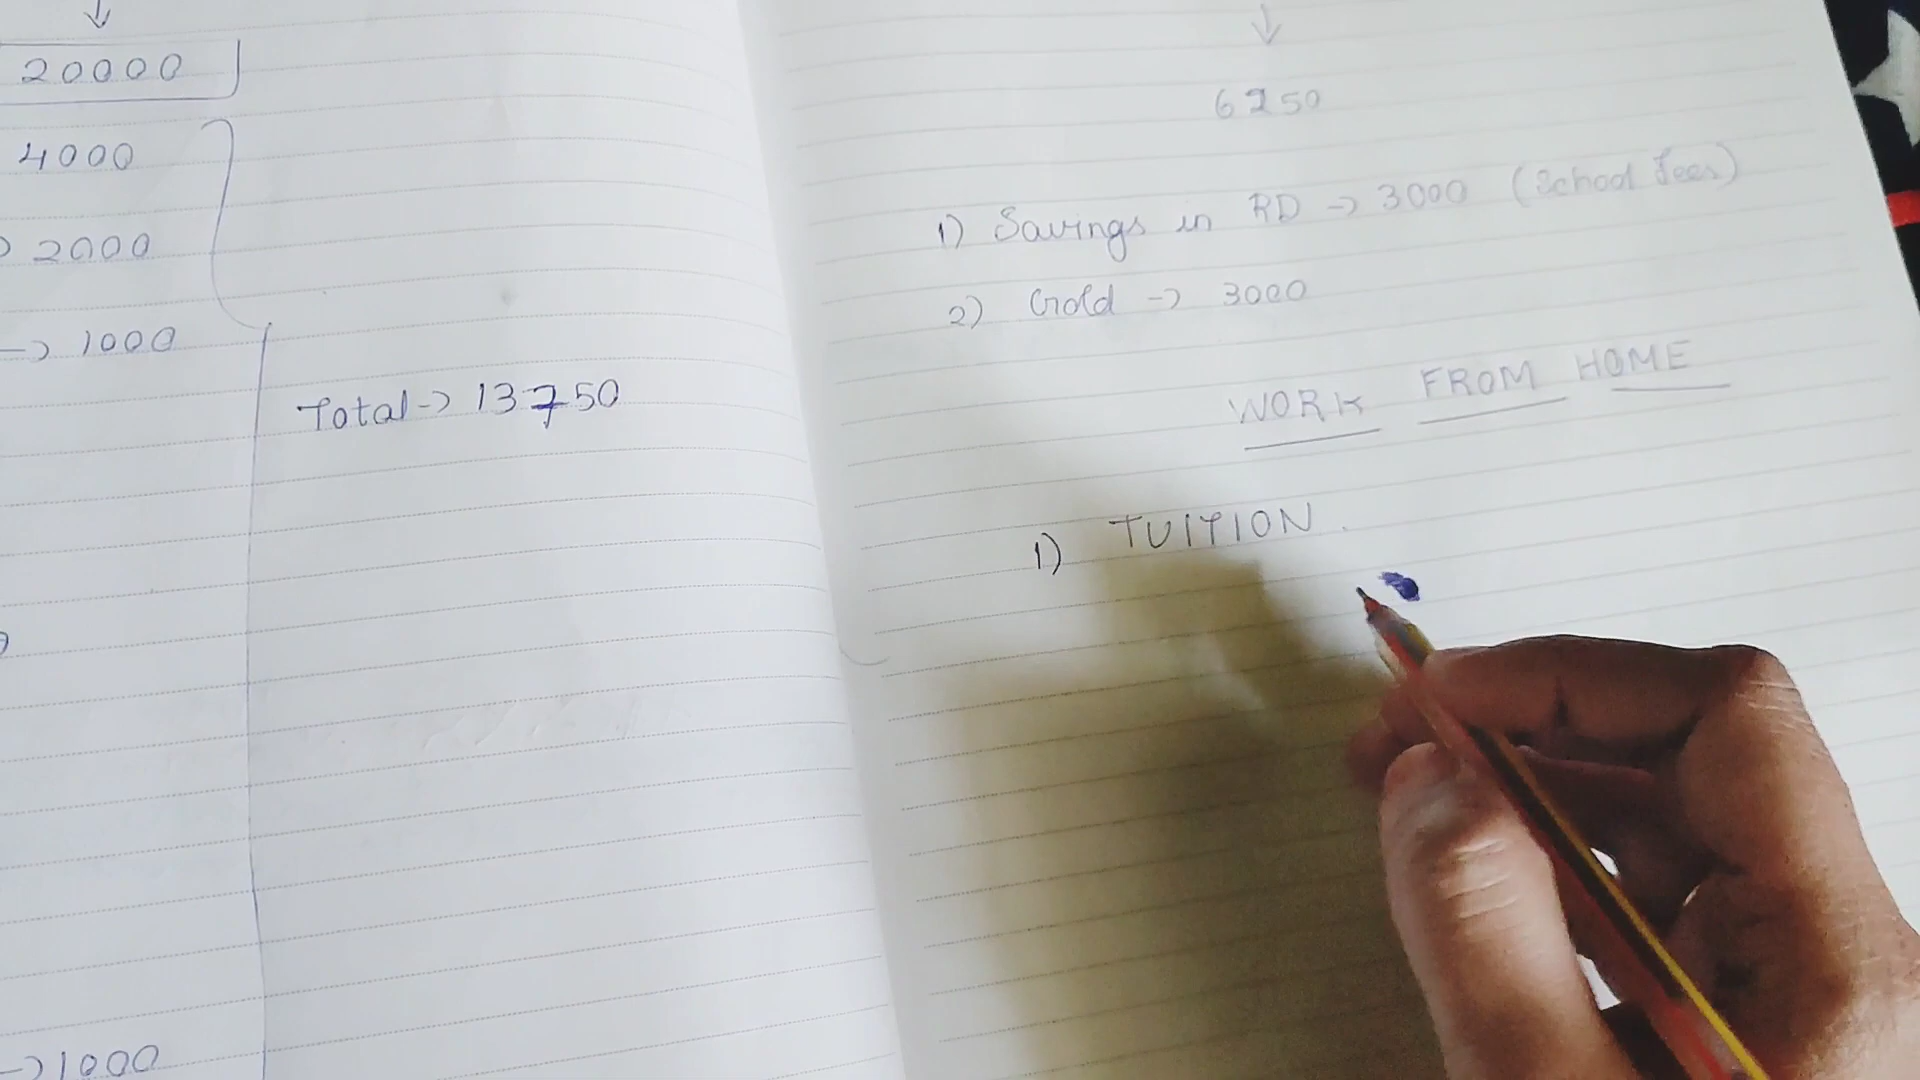 20000
4000
2000
-> 1000
Total -> 13750
-> 1000
6250
1) Savings in RD -> 3000 (School Fees)
2) Gold -> 3000
WORK FROM HOME
1) TUITION.